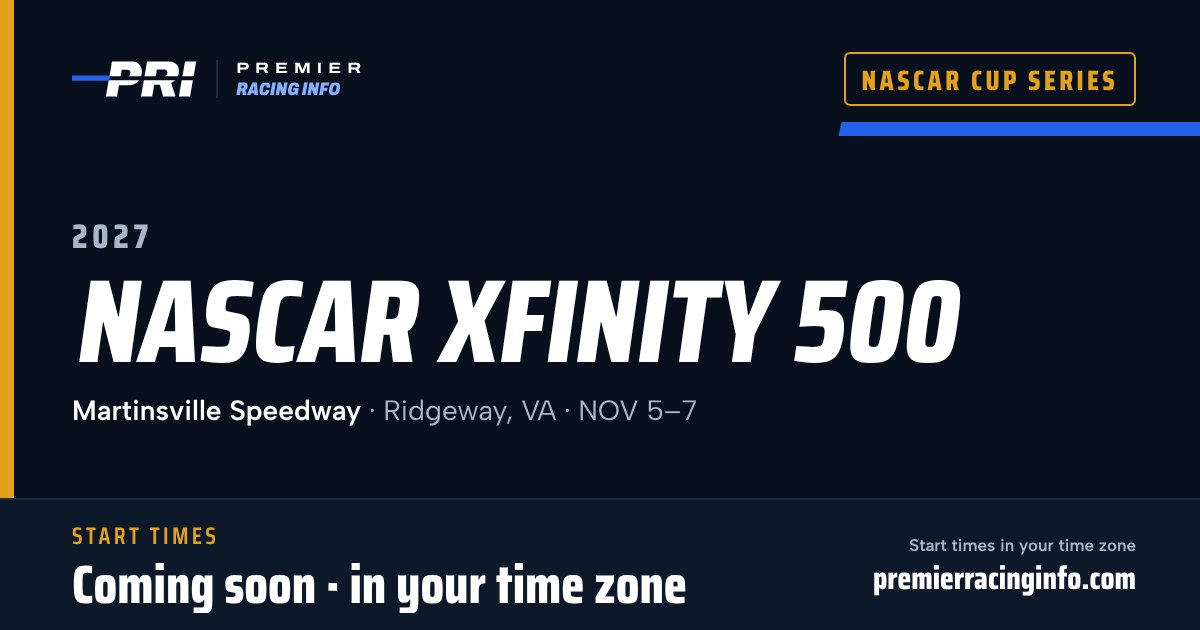 PRI
PREMIER
RACING INFO
NASCAR CUP SERIES
2027
NASCAR XFINITY 500
Martinsville Speedway · Ridgeway, VA · NOV 5–7
START TIMES
Coming soon · in your time zone
Start times in your time zone
premierracinginfo.com